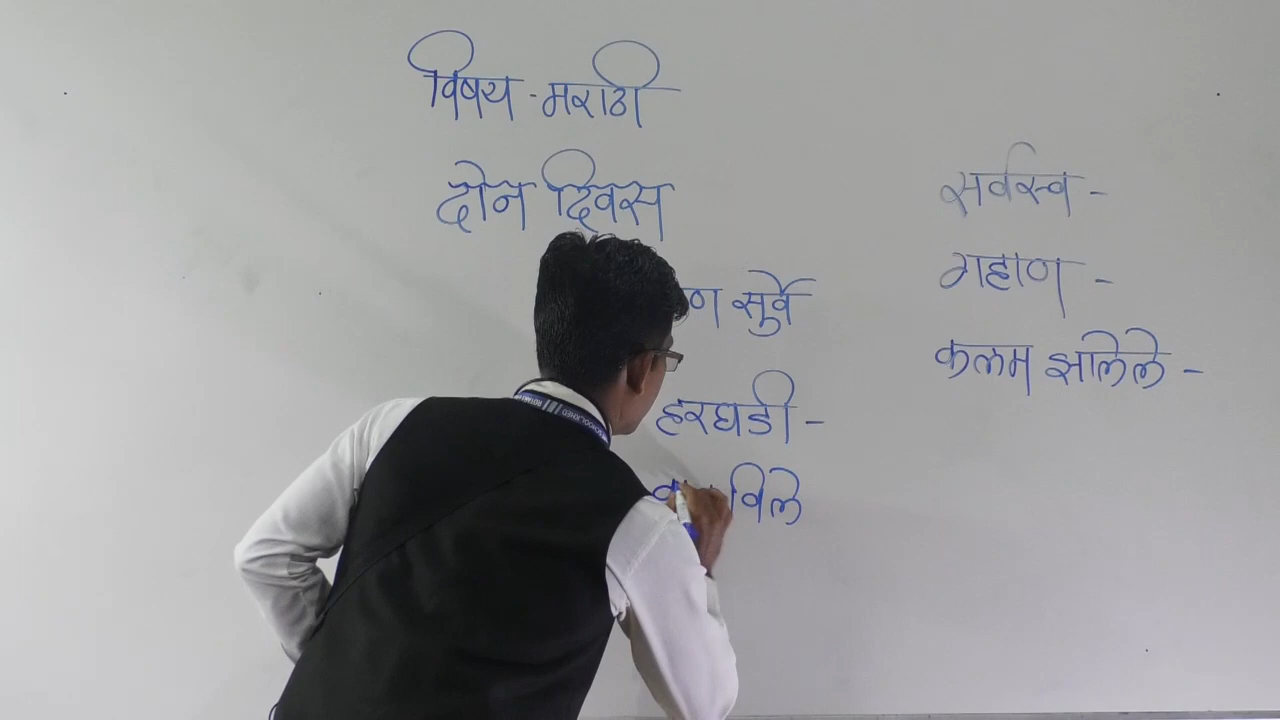 विषय - मराठी
दोन दिवस
सुर्वे
हरघडी -
सर्वस्व -
गहाण -
कलम झालेले -